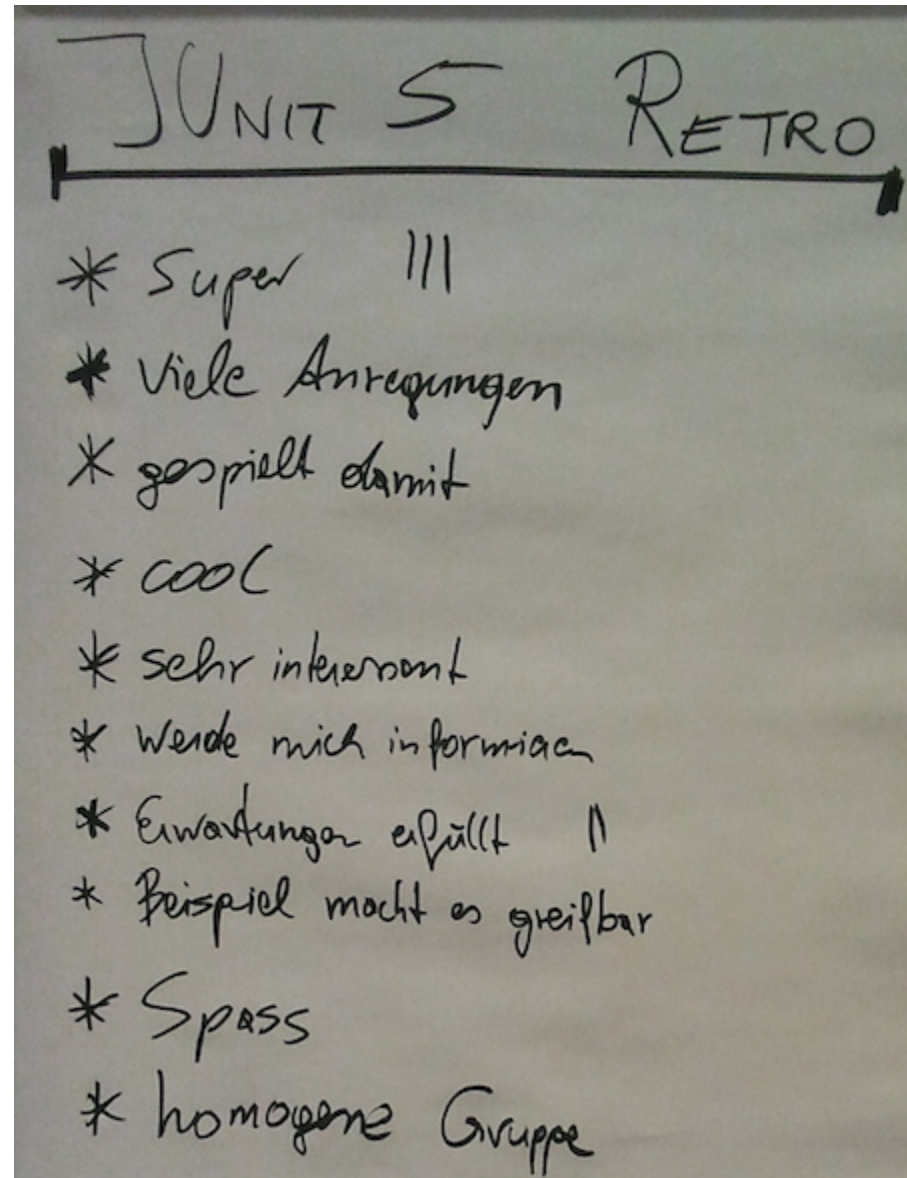 JUNIT 5 RETRO
* Super |||
* Viele Anregungen
* gespielt damit
* cool
* sehr interessant
* Werde mich informieren
* Erwartungen erfüllt ||
* Beispiel macht es greifbar
* Spass
* homogene Gruppe